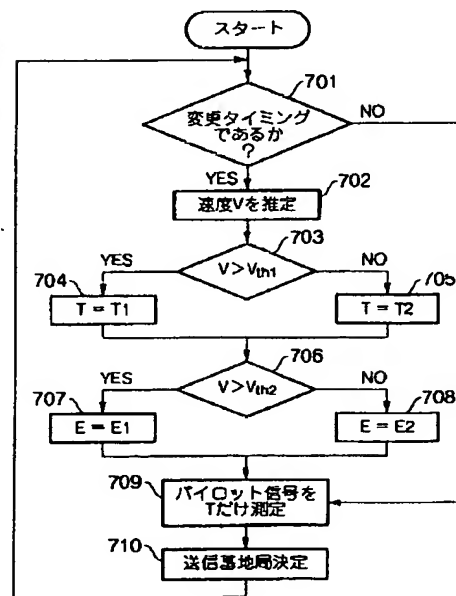 スタート
701
変更タイミング
であるか
?
NO
YES
702
速度Vを推定
703
YES
V>Vth1
NO
704
T=T1
705
T=T2
706
YES
V>Vth2
NO
707
E=E1
708
E=E2
709
パイロット信号を
Tだけ測定
710
送信基地局決定